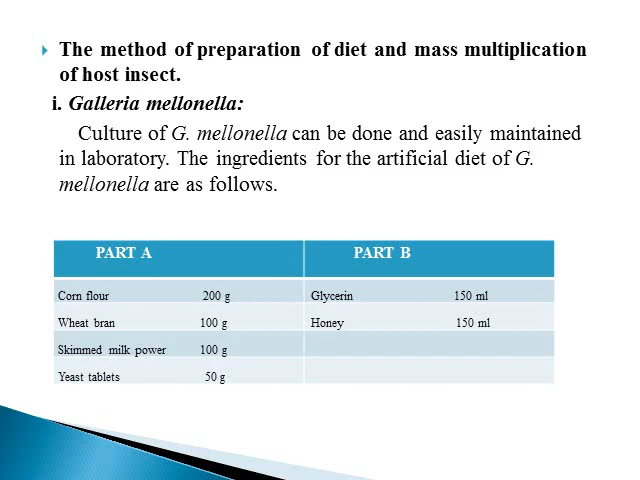 The method of preparation of diet and mass multiplication
of host insect.
i. Galleria mellonella:
Culture of G. mellonella can be done and easily maintained
in laboratory. The ingredients for the artificial diet of G.
mellonella are as follows.
PART A PART B
Corn flour 200 g Glycerin 150 ml
Wheat bran 100 g Honey 150 ml
Skimmed milk power 100 g
Yeast tablets 50 g